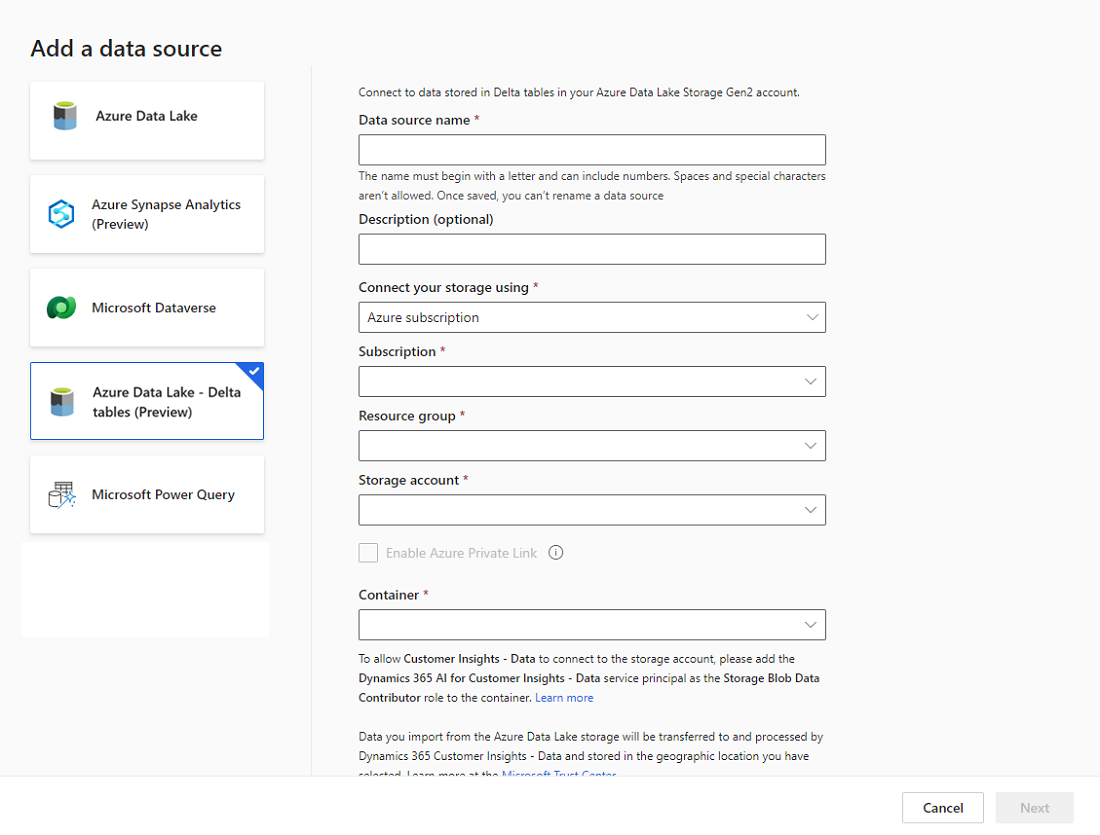 Add a data source
Azure Data Lake
Azure Synapse Analytics
(Preview)
Microsoft Dataverse
Azure Data Lake - Delta
tables (Preview)
Microsoft Power Query
Connect to data stored in Delta tables in your Azure Data Lake Storage Gen2 account.
Data source name *
The name must begin with a letter and can include numbers. Spaces and special characters
aren't allowed. Once saved, you can't rename a data source
Description (optional)
Connect your storage using *
Azure subscription
Subscription *
Resource group *
Storage account *
Enable Azure Private Link
Container *
To allow Customer Insights - Data to connect to the storage account, please add the
Dynamics 365 AI for Customer Insights - Data service principal as the Storage Blob Data
Contributor role to the container. Learn more
Data you import from the Azure Data Lake storage will be transferred to and processed by
Dynamics 365 Customer Insights - Data and stored in the geographic location you have
selected. Learn more at the Microsoft Trust Center
Cancel
Next